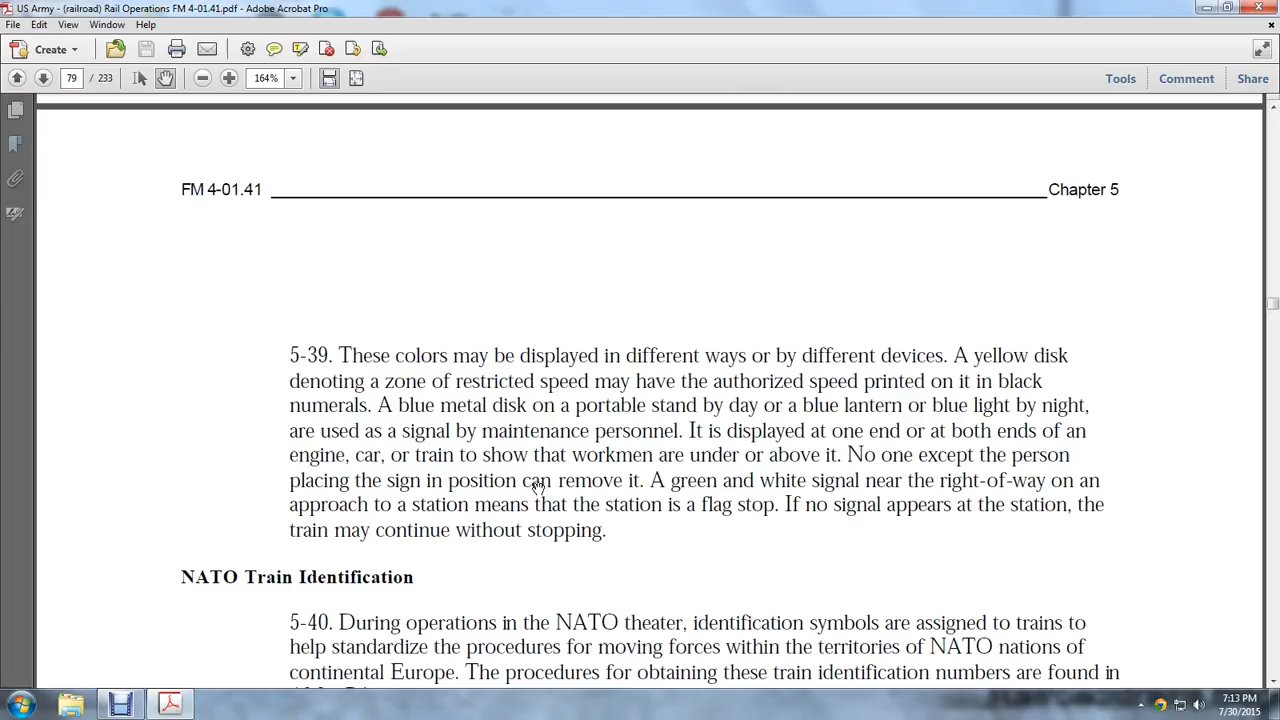 US Army - (railroad) Rail Operations FM 4-01.41.pdf - Adobe Acrobat Pro
File Edit View Window Help
Create
79 / 233 164% Tools Comment Share
FM 4-01.41 Chapter 5
5-39. These colors may be displayed in different ways or by different devices. A yellow disk
denoting a zone of restricted speed may have the authorized speed printed on it in black
numerals. A blue metal disk on a portable stand by day or a blue lantern or blue light by night,
are used as a signal by maintenance personnel. It is displayed at one end or at both ends of an
engine, car, or train to show that workmen are under or above it. No one except the person
placing the sign in position can remove it. A green and white signal near the right-of-way on an
approach to a station means that the station is a flag stop. If no signal appears at the station, the
train may continue without stopping.
NATO Train Identification
5-40. During operations in the NATO theater, identification symbols are assigned to trains to
help standardize the procedures for moving forces within the territories of NATO nations of
continental Europe. The procedures for obtaining these train identification numbers are found in
7:13 PM
7/30/2015